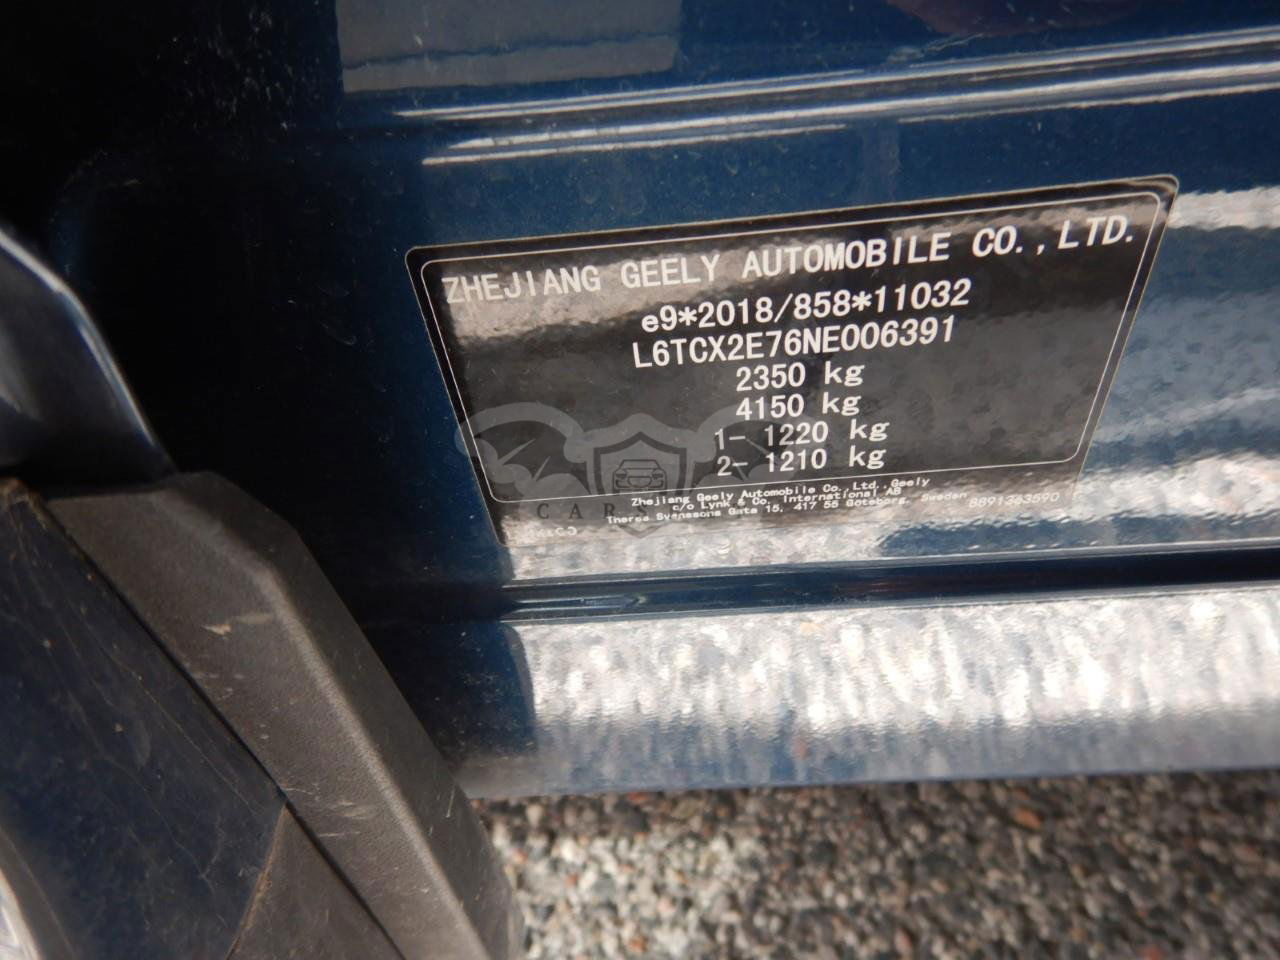 ZHEJIANG GEELY AUTOMOBILE CO.,LTD.
e9*2018/858*11032
L6TCX2E76NE006391
2350 kg
4150 kg
1- 1220 kg
2- 1210 kg
Zhejiang Geely Automobile Co., Ltd., Geely
c/o Lynk & Co. International AB
Theres Svenssons Gata 15, 417 55 Göteborg, Sweden
8891263590
CARS